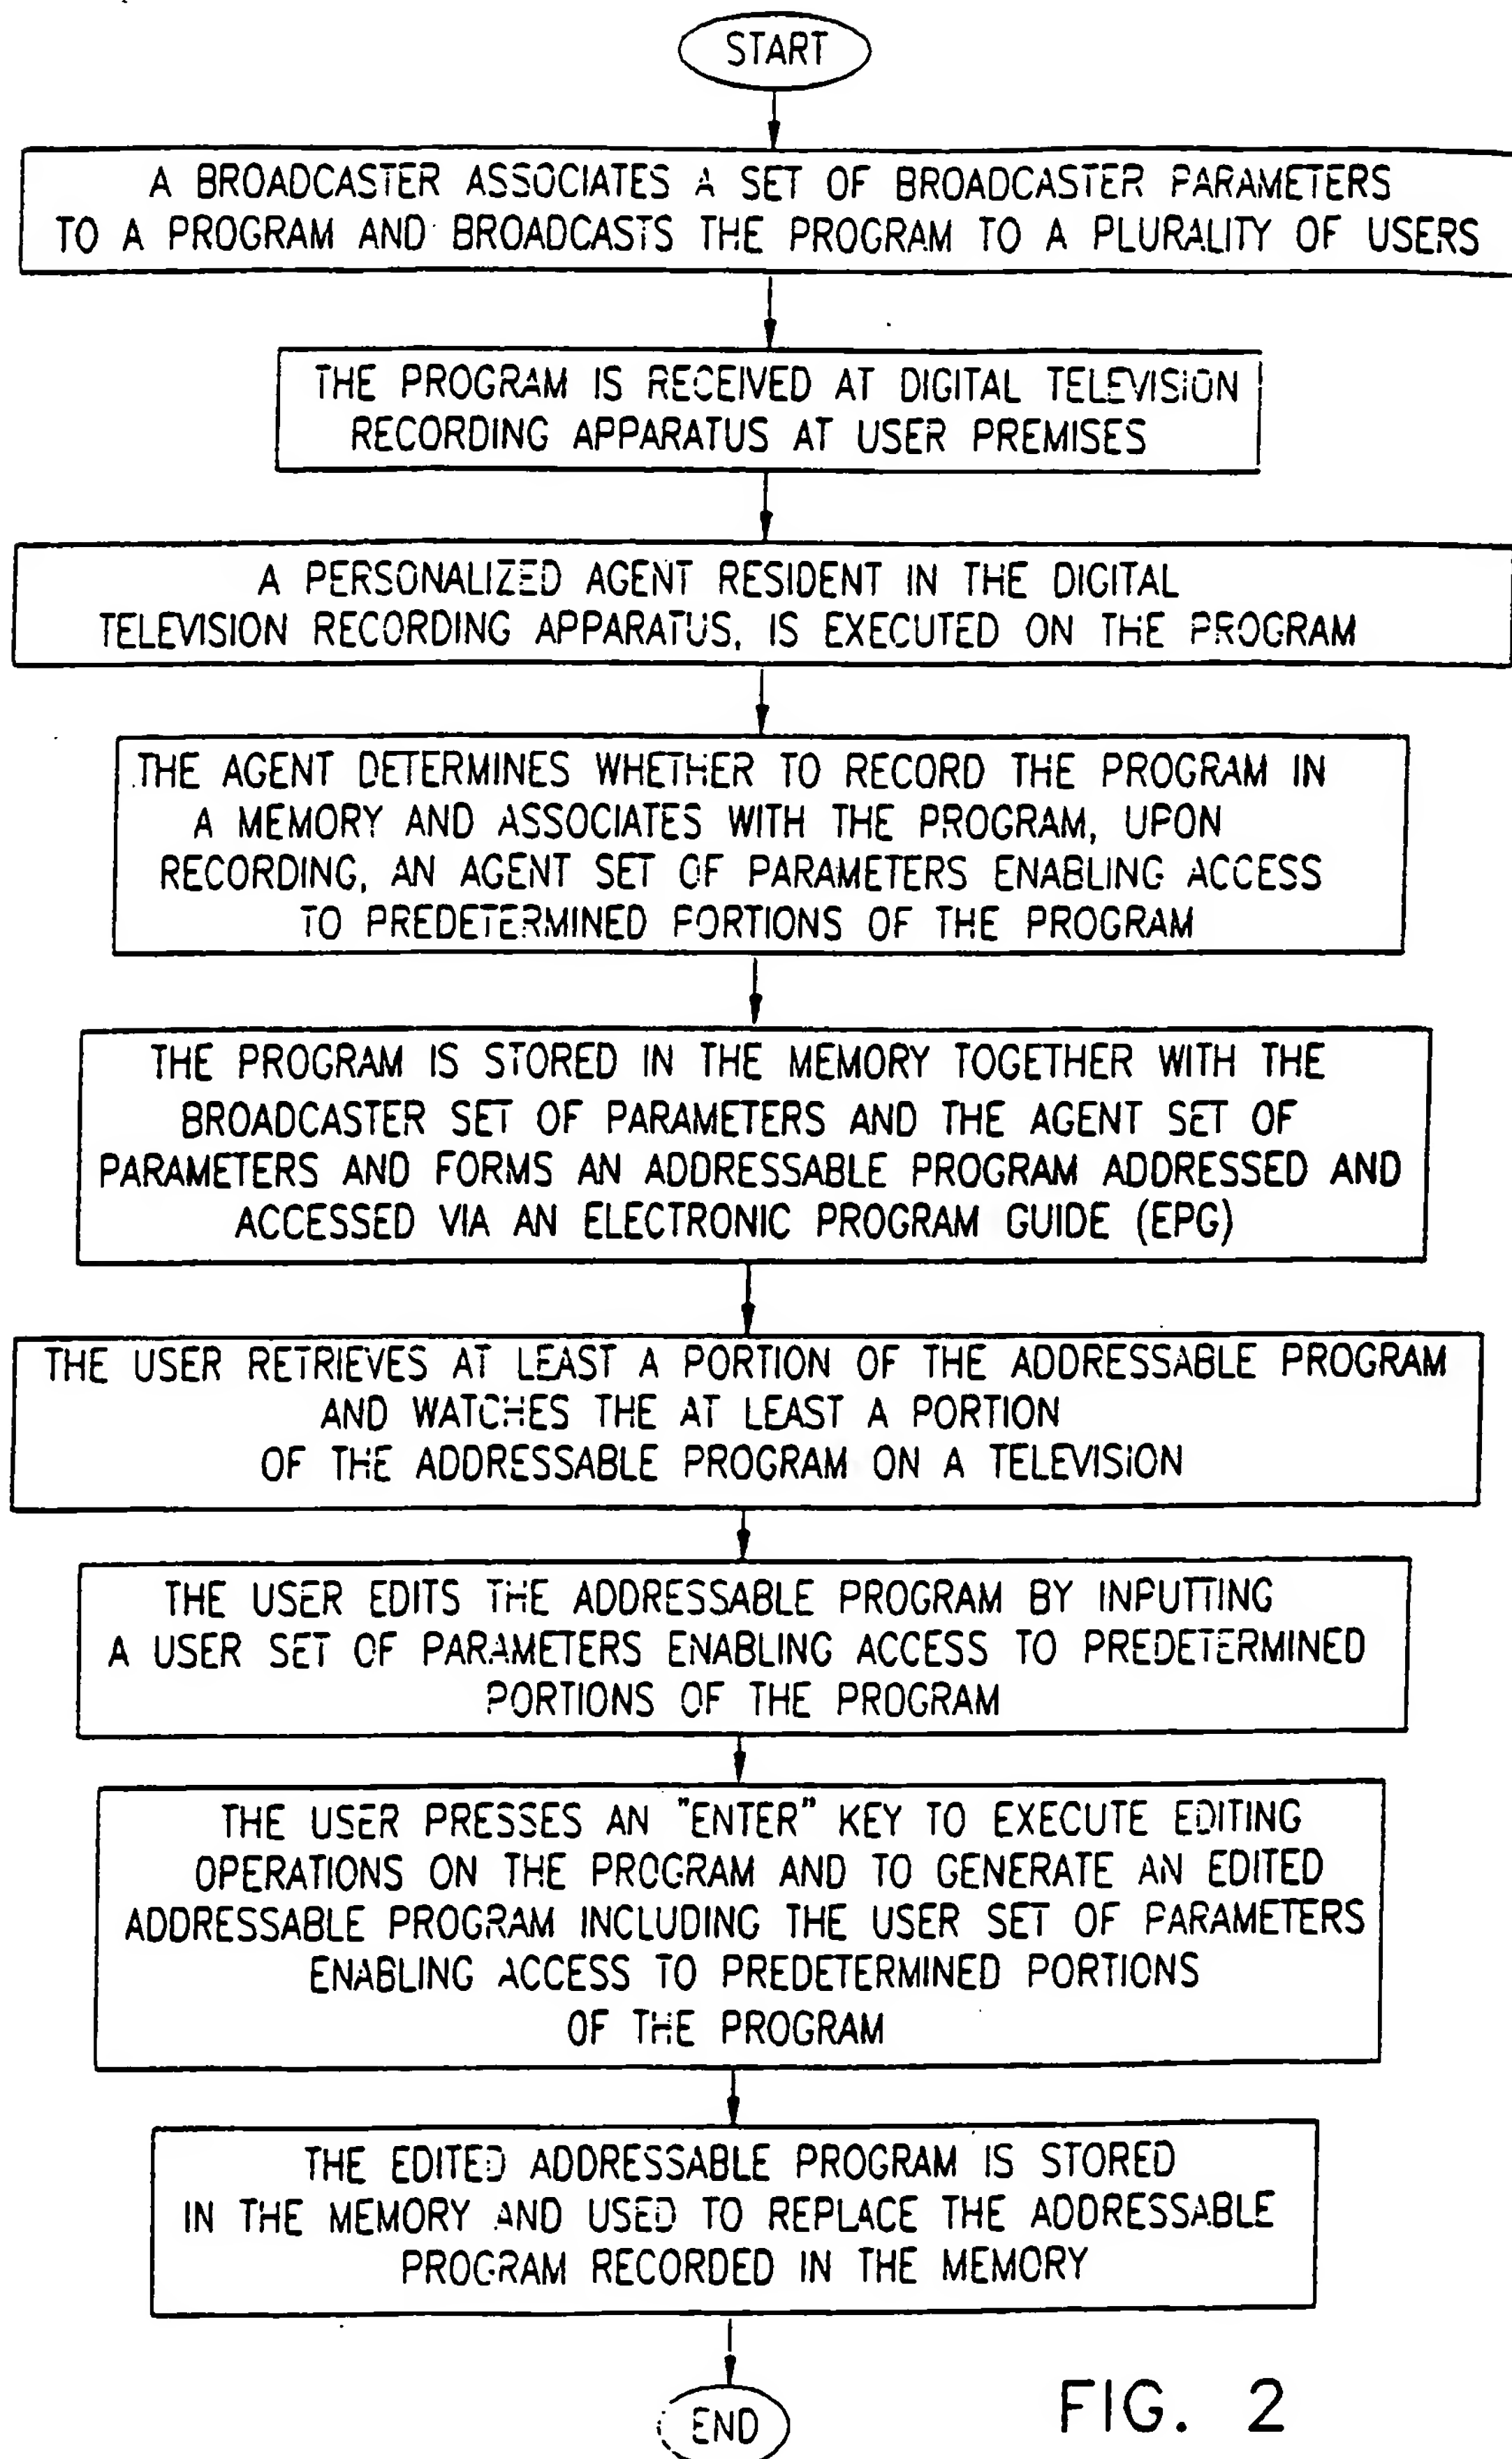 START
A BROADCASTER ASSOCIATES A SET OF BROADCASTER PARAMETERS
TO A PROGRAM AND BROADCASTS THE PROGRAM TO A PLURALITY OF USERS
THE PROGRAM IS RECEIVED AT DIGITAL TELEVISION
RECORDING APPARATUS AT USER PREMISES
A PERSONALIZED AGENT RESIDENT IN THE DIGITAL
TELEVISION RECORDING APPARATUS, IS EXECUTED ON THE PROGRAM
THE AGENT DETERMINES WHETHER TO RECORD THE PROGRAM IN
A MEMORY AND ASSOCIATES WITH THE PROGRAM, UPON
RECORDING, AN AGENT SET OF PARAMETERS ENABLING ACCESS
TO PREDETERMINED PORTIONS OF THE PROGRAM
THE PROGRAM IS STORED IN THE MEMORY TOGETHER WITH THE
BROADCASTER SET OF PARAMETERS AND THE AGENT SET OF
PARAMETERS AND FORMS AN ADDRESSABLE PROGRAM ADDRESSED AND
ACCESSED VIA AN ELECTRONIC PROGRAM GUIDE (EPG)
THE USER RETRIEVES AT LEAST A PORTION OF THE ADDRESSABLE PROGRAM
AND WATCHES THE AT LEAST A PORTION
OF THE ADDRESSABLE PROGRAM ON A TELEVISION
THE USER EDITS THE ADDRESSABLE PROGRAM BY INPUTTING
A USER SET OF PARAMETERS ENABLING ACCESS TO PREDETERMINED
PORTIONS OF THE PROGRAM
THE USER PRESSES AN "ENTER" KEY TO EXECUTE EDITING
OPERATIONS ON THE PROGRAM AND TO GENERATE AN EDITED
ADDRESSABLE PROGRAM INCLUDING THE USER SET OF PARAMETERS
ENABLING ACCESS TO PREDETERMINED PORTIONS
OF THE PROGRAM
THE EDITED ADDRESSABLE PROGRAM IS STORED
IN THE MEMORY AND USED TO REPLACE THE ADDRESSABLE
PROGRAM RECORDED IN THE MEMORY
END
FIG. 2